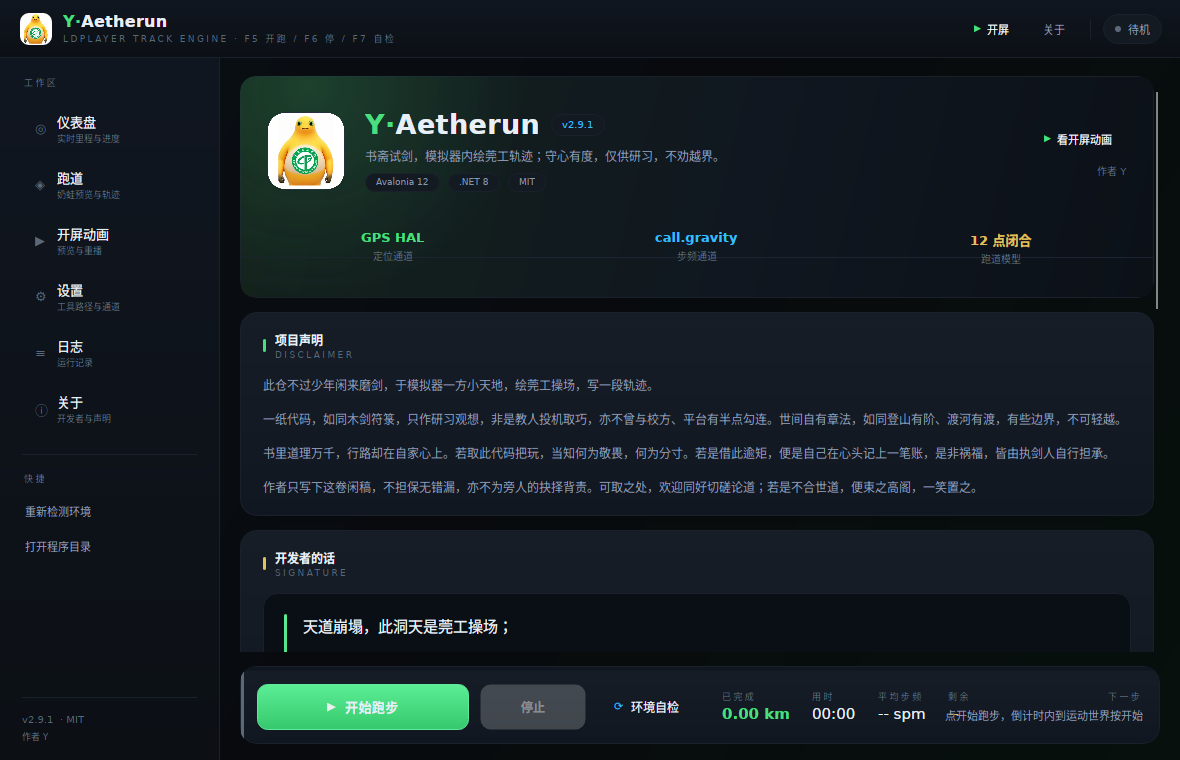 Y·Aetherun
LDPLAYER TRACK ENGINE · F5 开跑 / F6 停 / F7 自检
▶ 开屏
关于
待机
工作区
仪表盘
实时里程与进度
跑道
奶蛙预览与轨迹
开屏动画
预览与重播
设置
工具路径与通道
日志
运行记录
关于
开发者与声明
快捷
重新检测环境
打开程序目录
v2.9.1 · MIT
作者 Y
Y·Aetherun
v2.9.1
书斋试剑，模拟器内绘莞工轨迹；守心有度，仅供研习，不劝越界。
Avalonia 12
.NET 8
MIT
▶ 看开屏动画
作者 Y
GPS HAL
定位通道
call.gravity
步频通道
12 点闭合
跑道模型
项目声明
DISCLAIMER
此仓不过少年闲来磨剑，于模拟器一方小天地，绘莞工操场，写一段轨迹。
一纸代码，如同木剑符箓，只作研习观想，非是教人投机取巧，亦不曾与校方、平台有半点勾连。世间自有章法，如同登山有阶、渡河有渡，有些边界，不可轻越。
书里道理万千，行路却在自家心上。若取此代码把玩，当知何为敬畏，何为分寸。若是借此逾矩，便是自己在心头记上一笔账，是非祸福，皆由执剑人自行担承。
作者只写下这卷闲稿，不担保无错漏，亦不为旁人的抉择背责。可取之处，欢迎同好切磋论道；若是不合世道，便束之高阁，一笑置之。
开发者的话
SIGNATURE
天道崩塌，此洞天是莞工操场；
▶ 开始跑步
停止
⟳ 环境自检
已完成
0.00 km
用时
00:00
平均步频
-- spm
剩余
下一步
点开始跑步，倒计时内到运动世界按开始